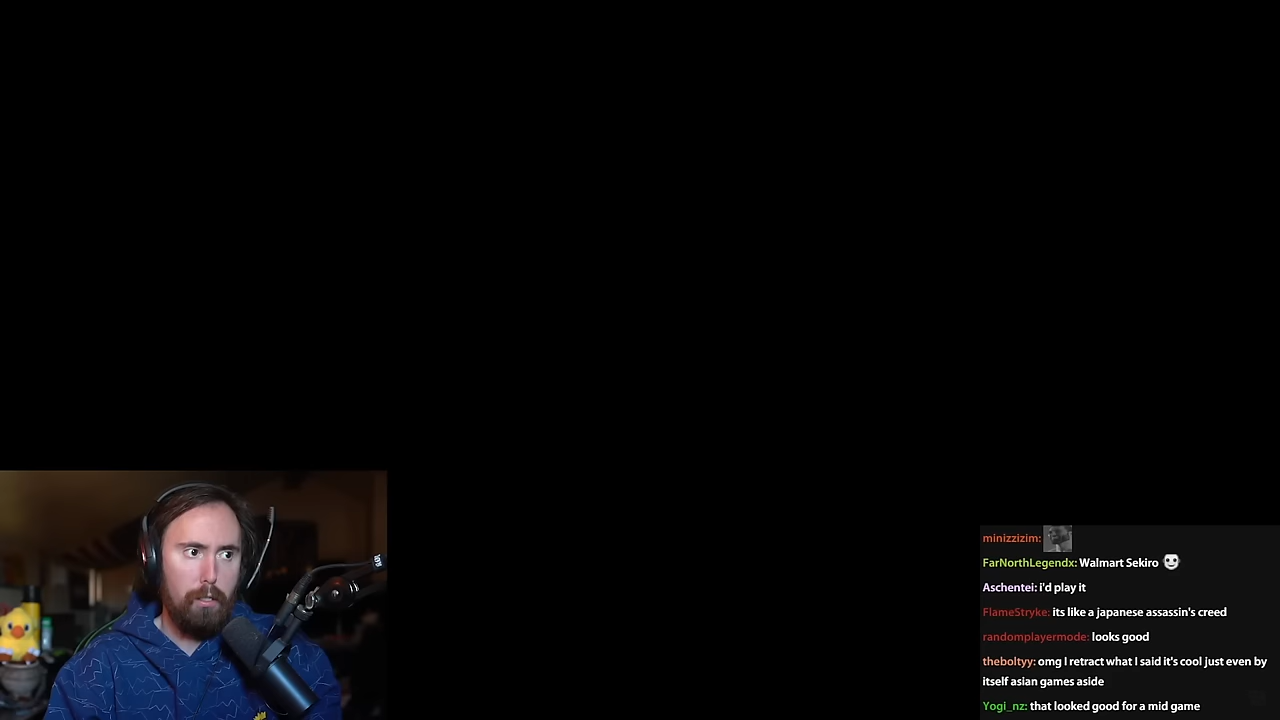 minizzizim:
FarNorthLegendx: Walmart Sekiro
Aschentei: i'd play it
FlameStryke: its like a japanese assassin's creed
randomplayermode: looks good
theboltyy: omg I retract what I said it's cool just even by
itself asian games aside
Yogi_nz: that looked good for a mid game